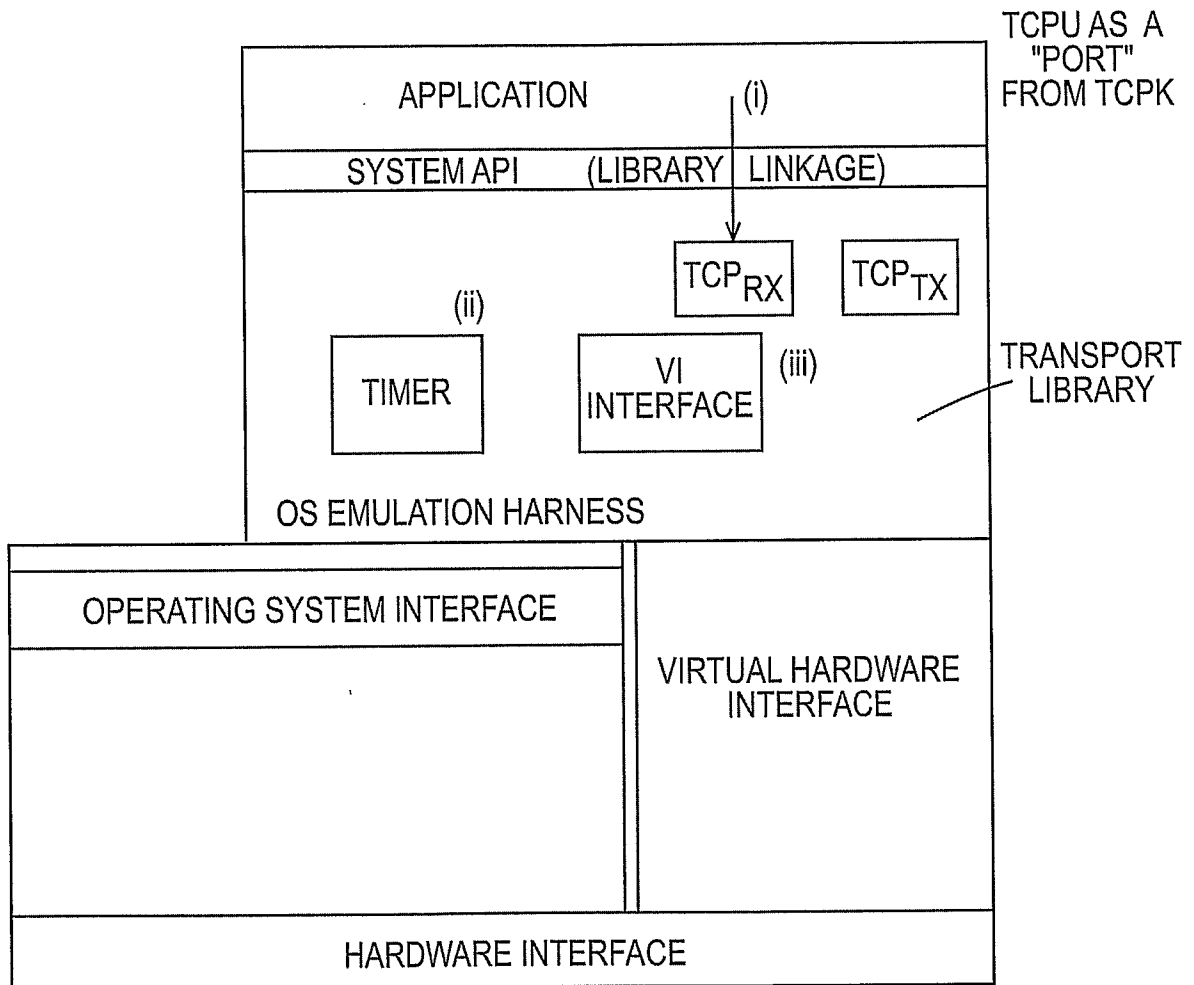 TCPU AS A
"PORT"
FROM TCPK
APPLICATION (i)
SYSTEM API (LIBRARY LINKAGE)
TCPRX TCPTX
(ii)
TIMER
VI
INTERFACE
(iii)
TRANSPORT
LIBRARY
OS EMULATION HARNESS
OPERATING SYSTEM INTERFACE
VIRTUAL HARDWARE
INTERFACE
HARDWARE INTERFACE